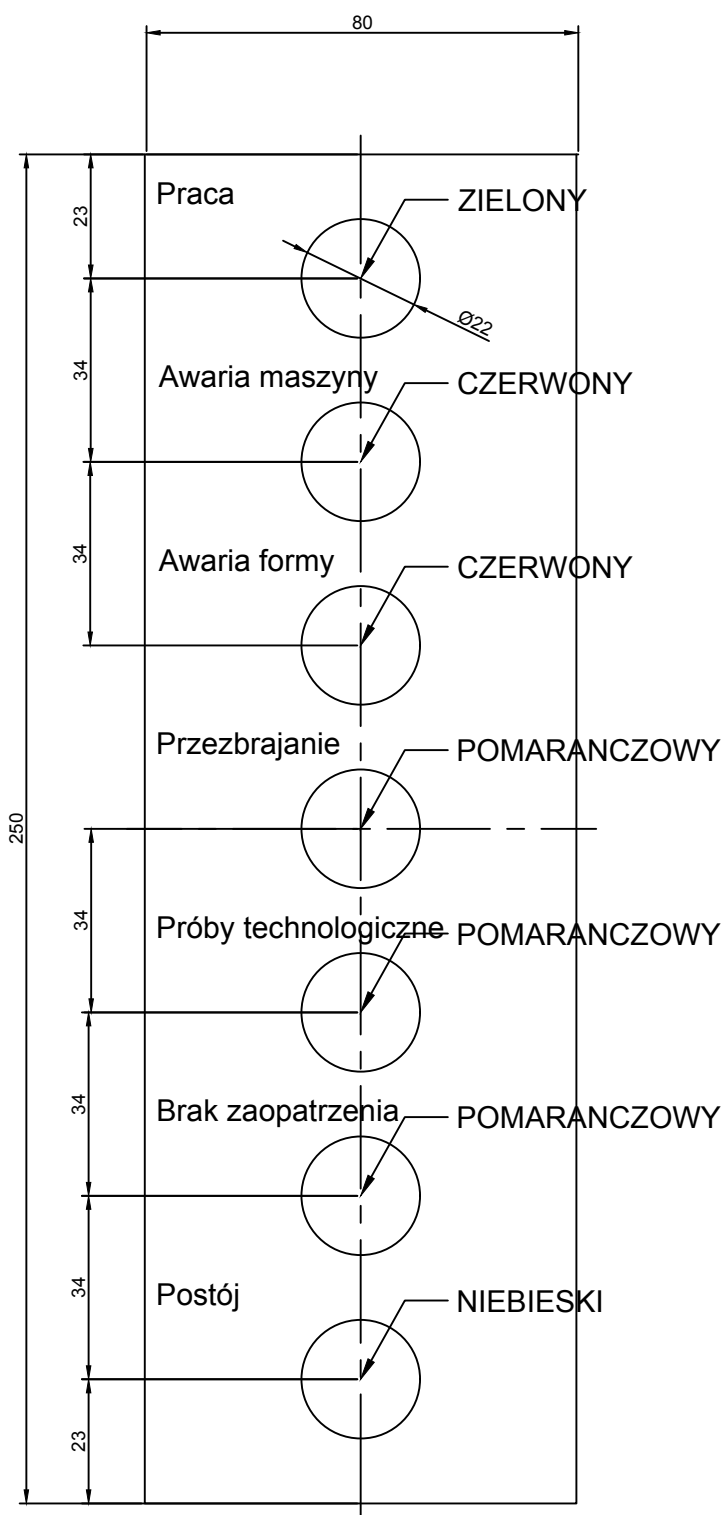 80
Praca
ZIELONY
23
Ø22
34
Awaria maszyny
CZERWONY
34
Awaria formy
CZERWONY
Przezbrajanie
POMARANCZOWY
250
34
Próby technologiczne
POMARANCZOWY
34
Brak zaopatrzenia
POMARANCZOWY
34
Postój
NIEBIESKI
23